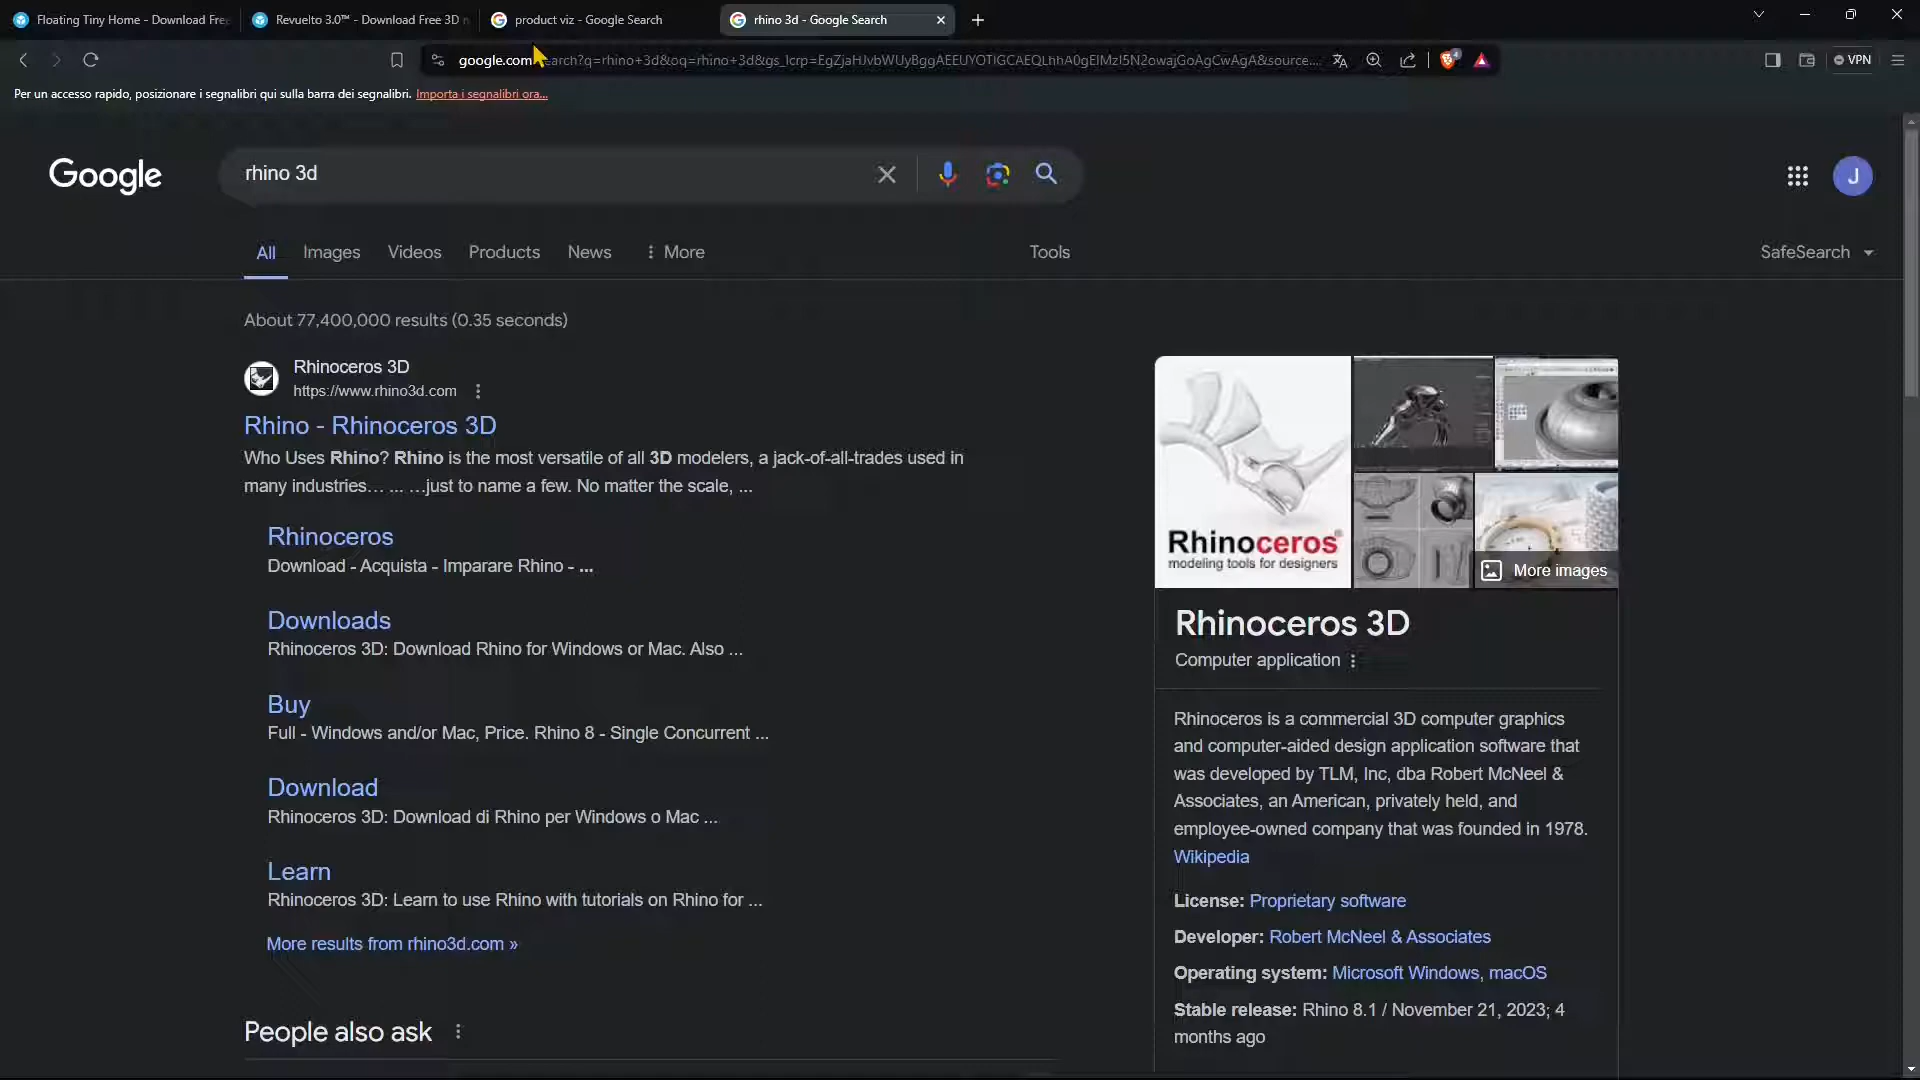 Floating Tiny Home - Download Fre
Revuelto 3.0™ - Download Free 3D
product viz - Google Search
rhino 3d - Google Search
google.com
earch?q=rhino+3d&oq=rhino+3d&gs_lcrp=EgZjaHJvbWUyBggAEEUYOTIGCAEQLhhA0gEIMzI5N2owajGoAgCwAgA&source...
VPN
Per un accesso rapido, posizionare i segnalibri qui sulla barra dei segnalibri. Importa i segnalibri ora...
Google
rhino 3d
J
All
Images
Videos
Products
News
More
Tools
SafeSearch
About 77,400,000 results (0.35 seconds)
Rhinoceros 3D
https://www.rhino3d.com
Rhino - Rhinoceros 3D
Who Uses Rhino? Rhino is the most versatile of all 3D modelers, a jack-of-all-trades used in
many industries… ... …just to name a few. No matter the scale, ...
Rhinoceros
Download - Acquista - Imparare Rhino - ...
Downloads
Rhinoceros 3D: Download Rhino for Windows or Mac. Also ...
Buy
Full - Windows and/or Mac, Price. Rhino 8 - Single Concurrent ...
Download
Rhinoceros 3D: Download di Rhino per Windows o Mac ...
Learn
Rhinoceros 3D: Learn to use Rhino with tutorials on Rhino for ...
More results from rhino3d.com »
People also ask
Rhinoceros®
modeling tools for designers
More images
Rhinoceros 3D
Computer application
Rhinoceros is a commercial 3D computer graphics
and computer-aided design application software that
was developed by TLM, Inc, dba Robert McNeel &
Associates, an American, privately held, and
employee-owned company that was founded in 1978.
Wikipedia
License: Proprietary software
Developer: Robert McNeel & Associates
Operating system: Microsoft Windows, macOS
Stable release: Rhino 8.1 / November 21, 2023; 4
months ago